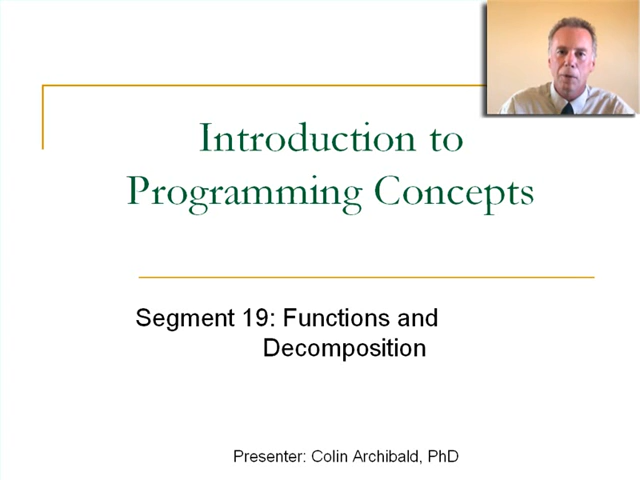 Introduction to
Programming Concepts
Segment 19: Functions and
Decomposition
Presenter: Colin Archibald, PhD